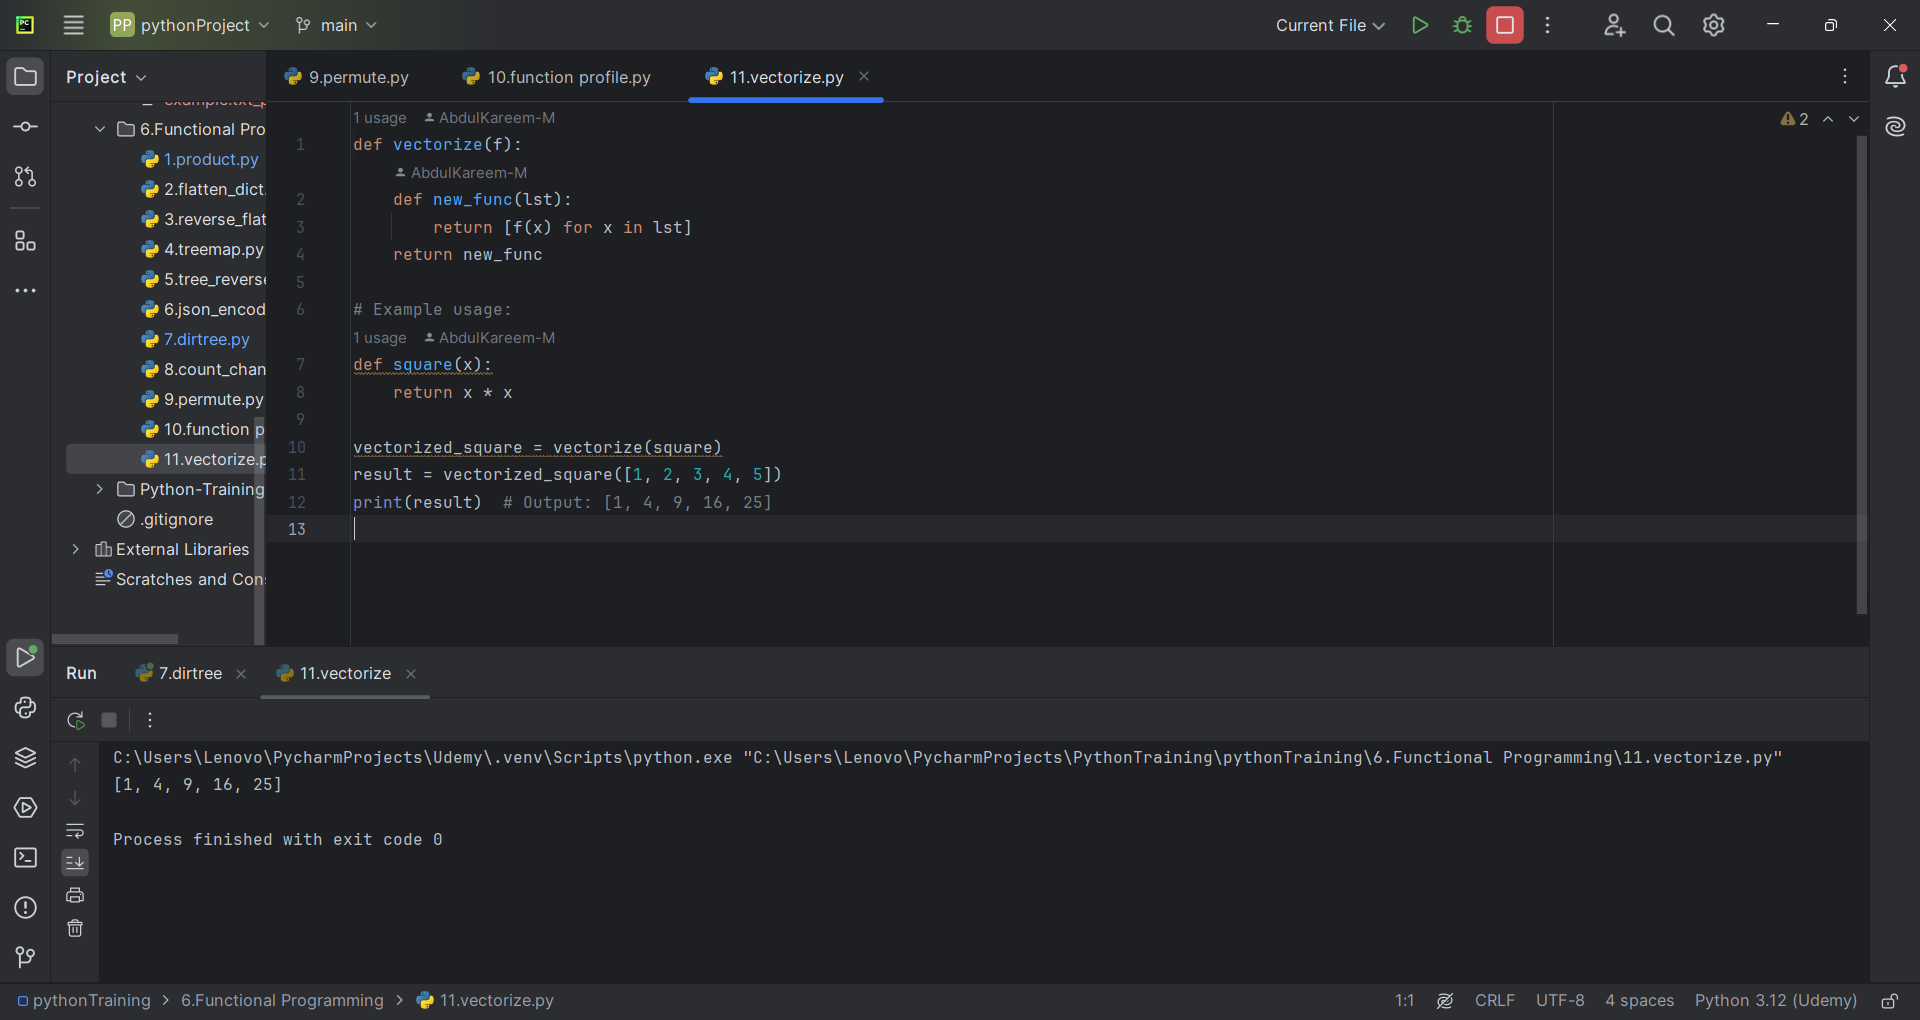 PC
PP pythonProject
main
Current File
Project
9.permute.py
10.function profile.py
11.vectorize.py
6.Functional Pro
1.product.py
2.flatten_dict.
3.reverse_flat
4.treemap.py
5.tree_reverse
6.json_encod
7.dirtree.py
8.count_chan
9.permute.py
10.function p
11.vectorize.p
Python-Training
.gitignore
External Libraries
Scratches and Con
1 usage AbdulKareem-M
1 def vectorize(f):
AbdulKareem-M
2 def new_func(lst):
3 return [f(x) for x in lst]
4 return new_func
5
6 # Example usage:
1 usage AbdulKareem-M
7 def square(x):
8 return x * x
9
10 vectorized_square = vectorize(square)
11 result = vectorized_square([1, 2, 3, 4, 5])
12 print(result)  # Output: [1, 4, 9, 16, 25]
13
2
Run
7.dirtree
11.vectorize
C:\Users\Lenovo\PycharmProjects\Udemy\.venv\Scripts\python.exe "C:\Users\Lenovo\PycharmProjects\PythonTraining\pythonTraining\6.Functional Programming\11.vectorize.py"
[1, 4, 9, 16, 25]
Process finished with exit code 0
pythonTraining > 6.Functional Programming > 11.vectorize.py
1:1
CRLF
UTF-8
4 spaces
Python 3.12 (Udemy)